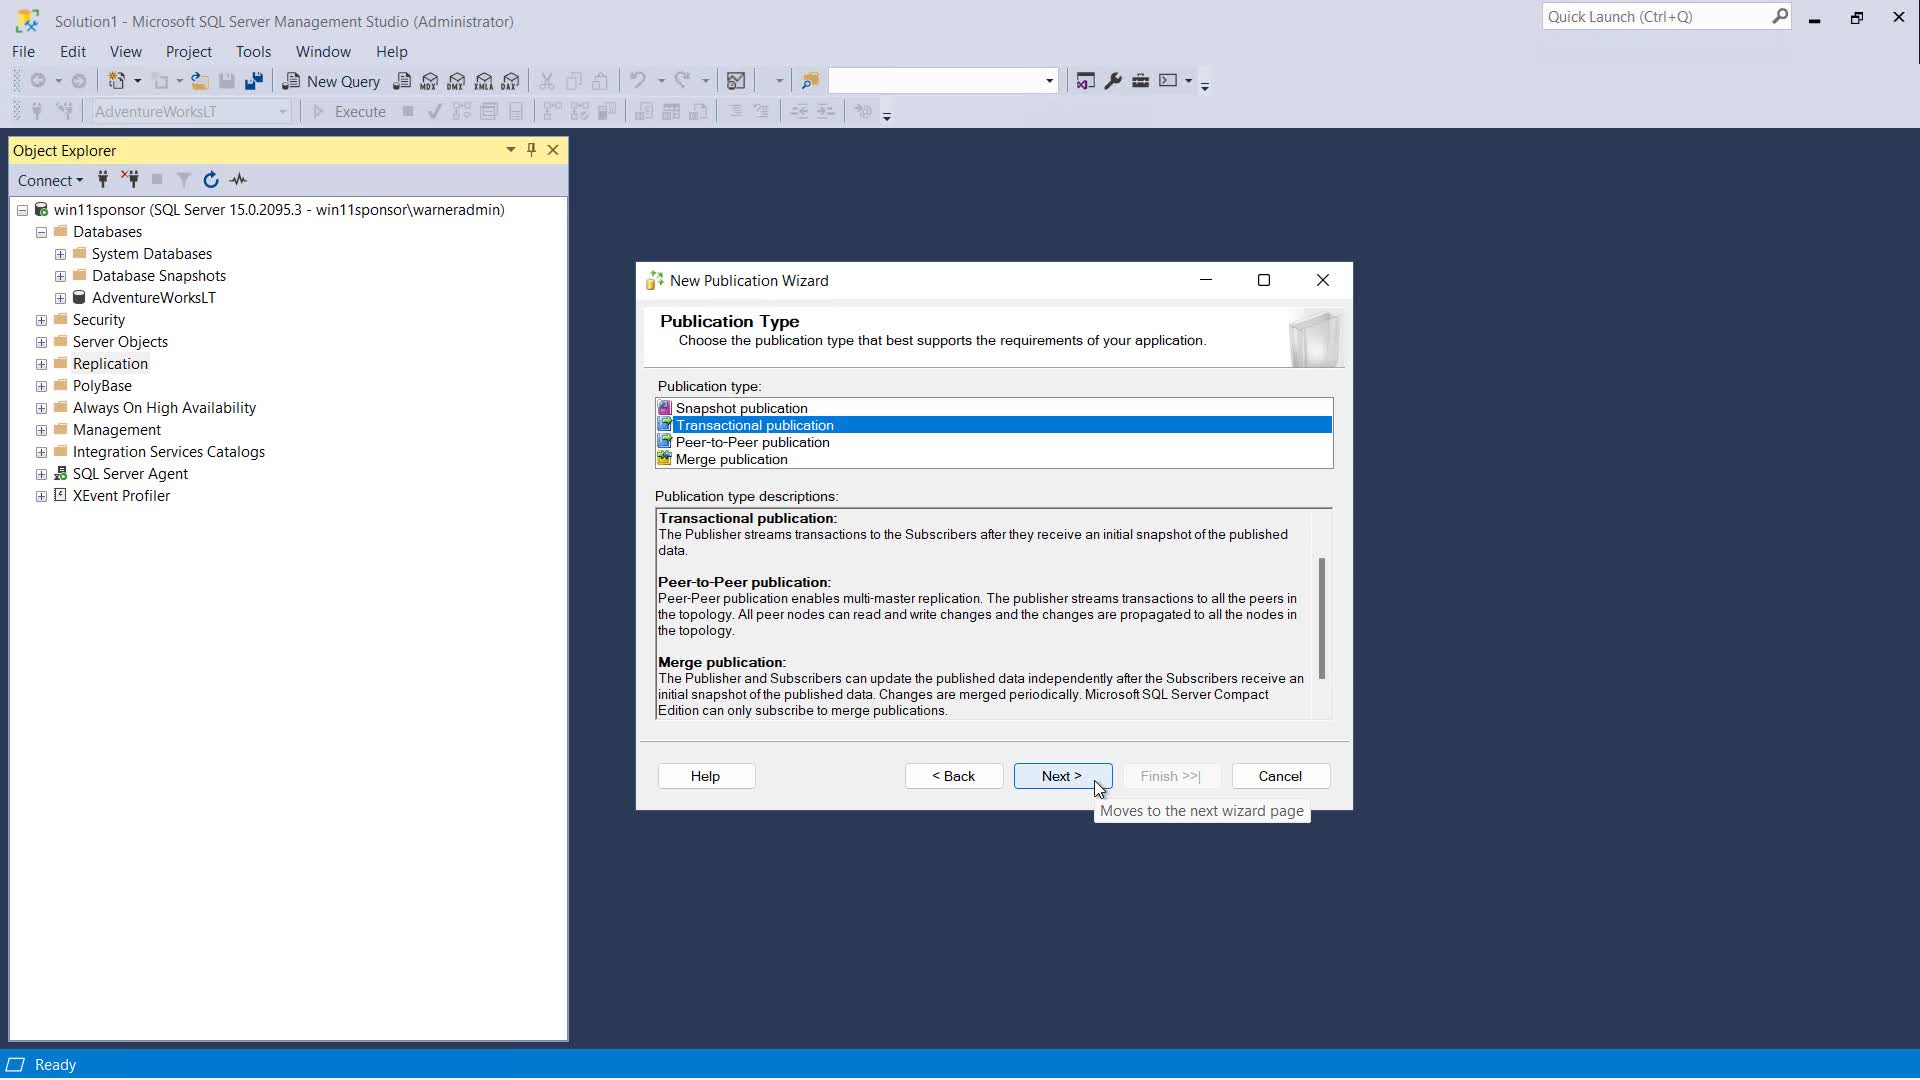 Solution1 - Microsoft SQL Server Management Studio (Administrator)
Quick Launch (Ctrl+Q)
File Edit View Project Tools Window Help
New Query MDX DMX XMLA DAX
AdventureWorksLT Execute
Object Explorer
Connect
win11sponsor (SQL Server 15.0.2095.3 - win11sponsor\warneradmin)
Databases
System Databases
Database Snapshots
AdventureWorksLT
Security
Server Objects
Replication
PolyBase
Always On High Availability
Management
Integration Services Catalogs
SQL Server Agent
XEvent Profiler
New Publication Wizard
Publication Type
Choose the publication type that best supports the requirements of your application.
Publication type:
Snapshot publication
Transactional publication
Peer-to-Peer publication
Merge publication
Publication type descriptions:
Transactional publication:
The Publisher streams transactions to the Subscribers after they receive an initial snapshot of the published
data.
Peer-to-Peer publication:
Peer-Peer publication enables multi-master replication. The publisher streams transactions to all the peers in
the topology. All peer nodes can read and write changes and the changes are propagated to all the nodes in
the topology.
Merge publication:
The Publisher and Subscribers can update the published data independently after the Subscribers receive an
initial snapshot of the published data. Changes are merged periodically. Microsoft SQL Server Compact
Edition can only subscribe to merge publications.
Help < Back Next > Finish >>| Cancel
Moves to the next wizard page
Ready